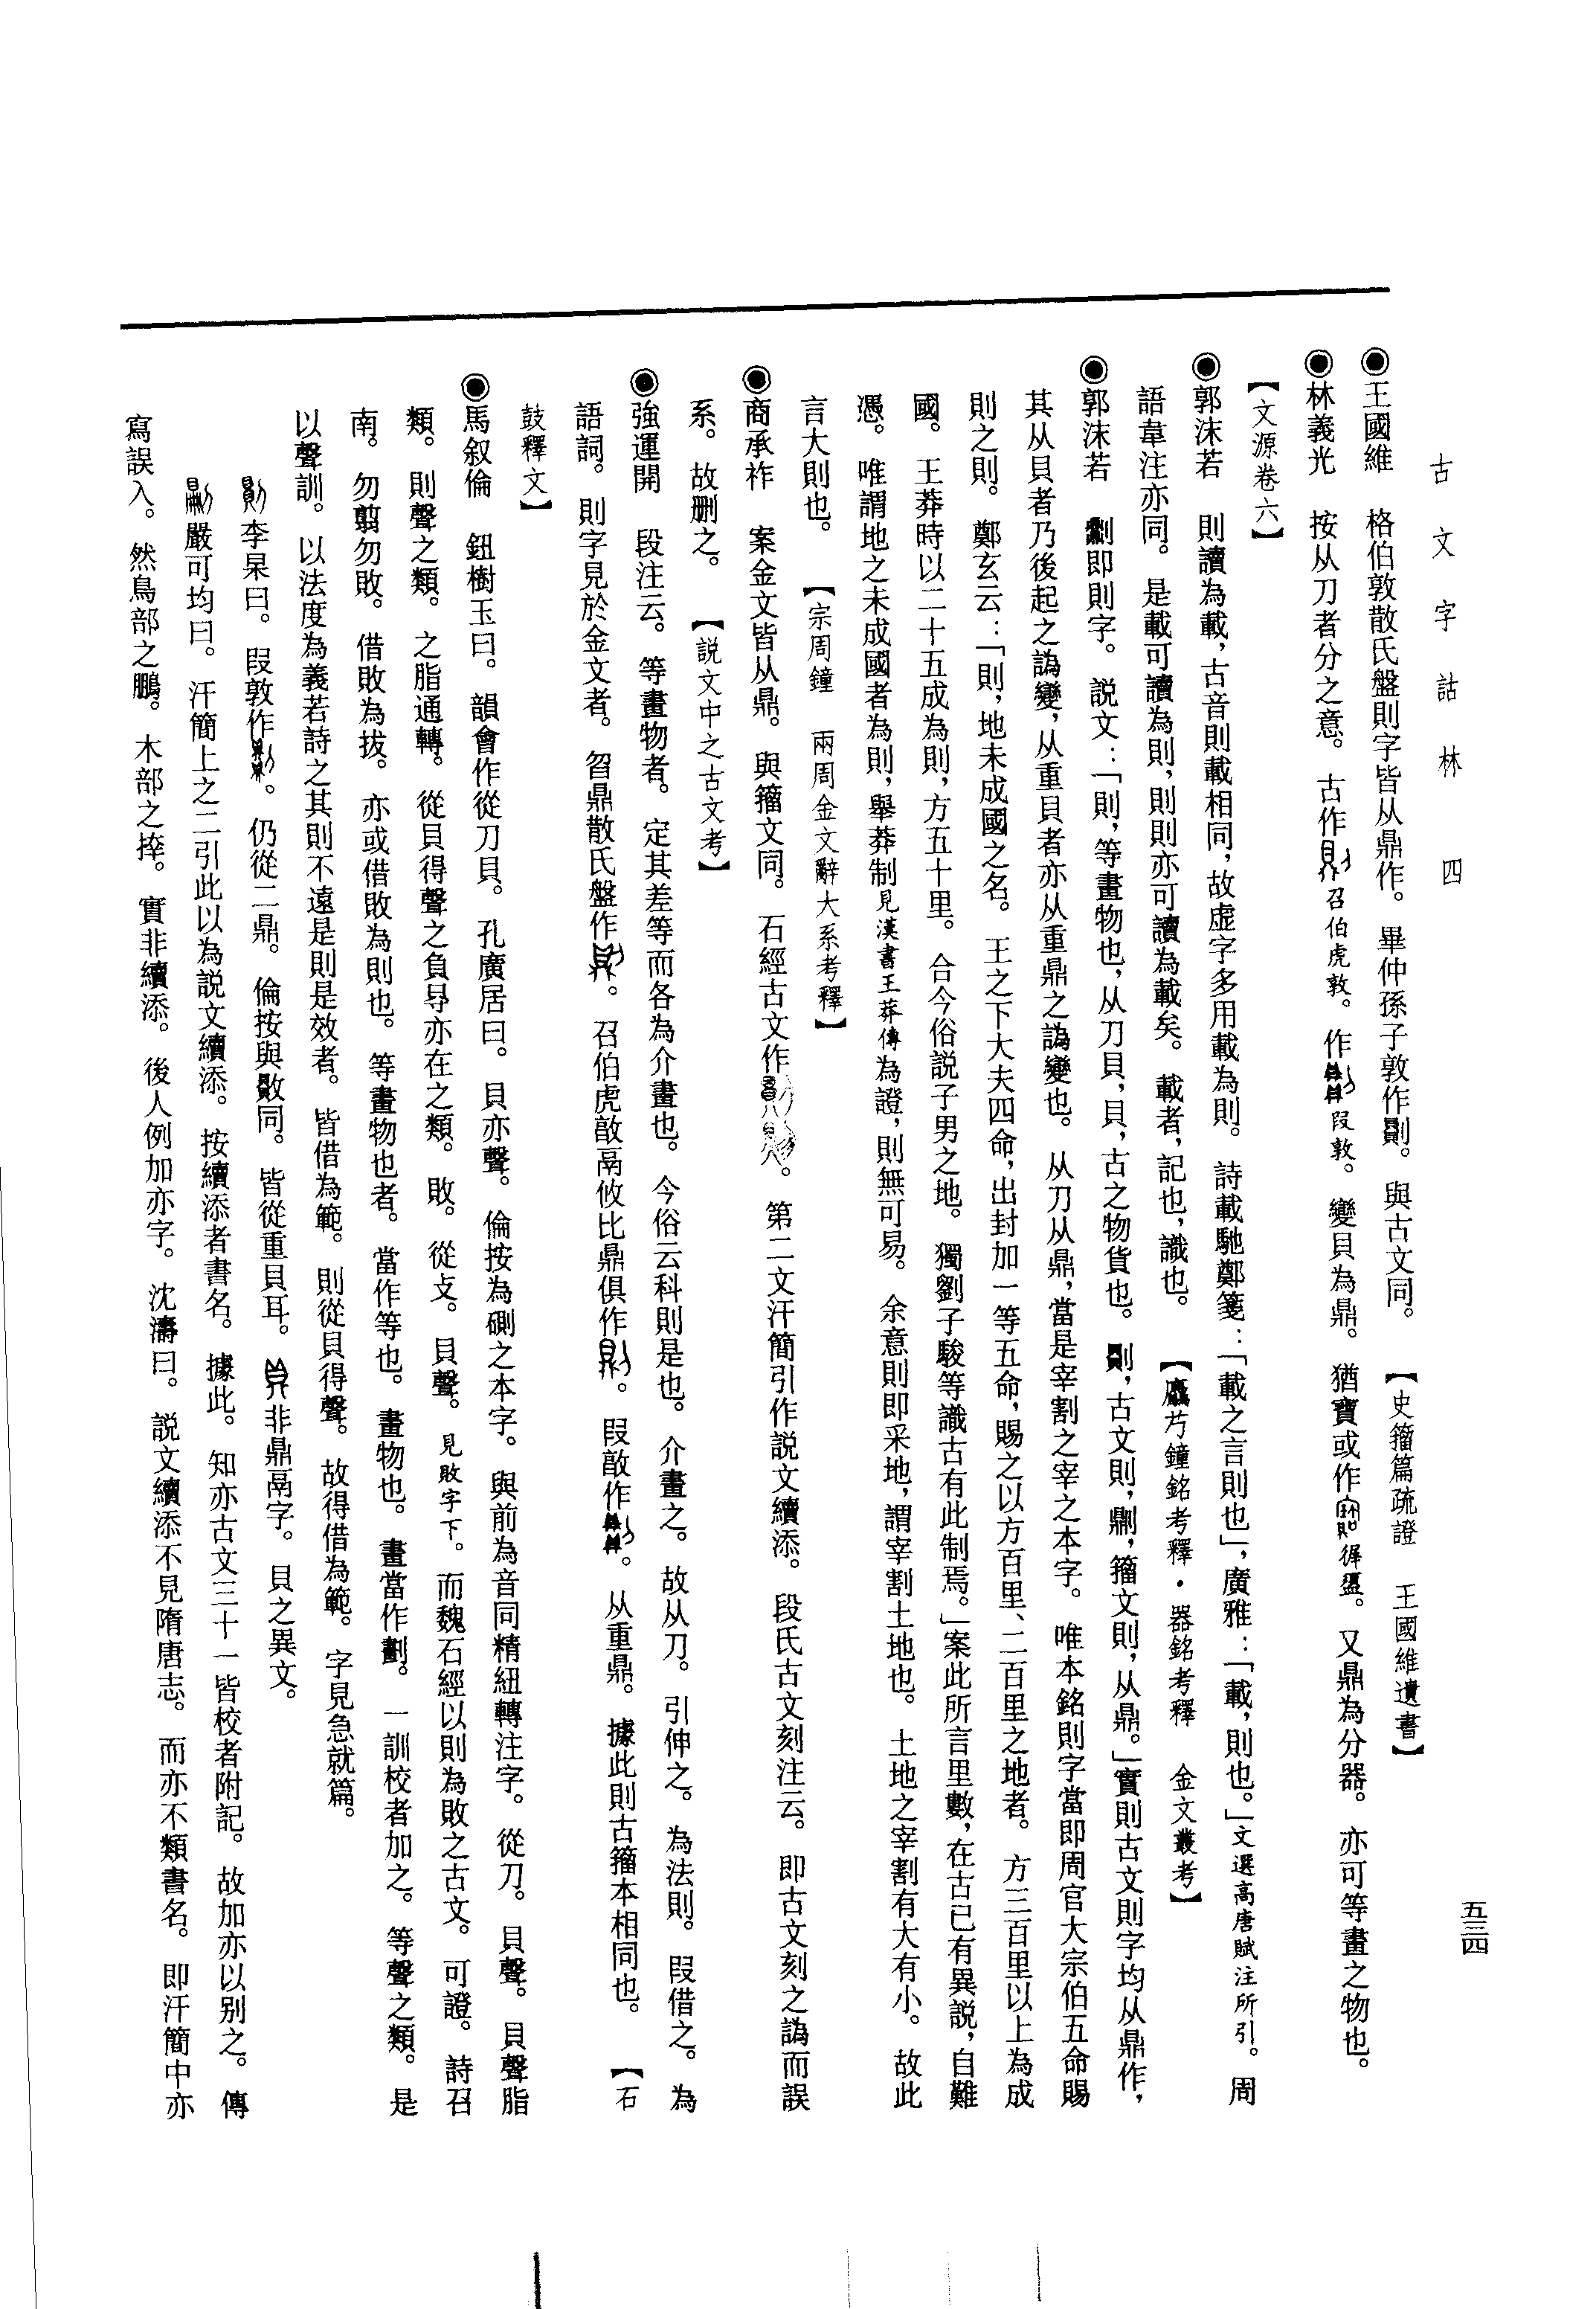 古文字詁林 四
五三四
◉王國維 格伯敦散氏盤則字皆从鼎作。畢仲孫子敦作𠟭。與古文同。 【史籀篇疏證 王國維遺書】
◉林義光 按从刀者分之意。古作 召伯虎敦。作 叚敦。變貝為鼎。猶寶或作 。又鼎為分器。亦可等畫之物也。
【文源卷六】
◉郭沫若 則讀為載，古音則載相同，故虛字多用載為則。詩載馳鄭箋：「載之言則也」，廣雅：「載，則也。」文選高唐賦注所引。周
語韋注亦同。是載可讀為則，則則亦可讀為載矣。載者，記也，識也。 【 鐘銘考釋·器銘考釋 金文叢考】
◉郭沫若 即則字。説文：「則，等畫物也，从刀貝，貝，古之物貨也。𠟭，古文則，鼎刂，籀文則，从鼎。」實則古文則字均从鼎作，
其从貝者乃後起之譌變，从重貝者亦从重鼎之譌變也。从刀从鼎，當是宰割之宰之本字。唯本銘則字當即周官大宗伯五命賜
則之則。鄭玄云：「則，地未成國之名。王之下大夫四命，出封加一等五命，賜之以方百里、二百里之地者。方三百里以上為成
國。王莽時以二十五成為則，方五十里。合今俗説子男之地。獨劉子駿等識古有此制焉。」案此所言里數，在古已有異説，自難
憑。唯謂地之未成國者為則，舉莽制見漢書王莽傳為證，則無可易。余意則即采地，謂宰割土地也。土地之宰割有大有小。故此
言大則也。 【宗周鐘 兩周金文辭大系考釋】
◉商承祚 案金文皆从鼎。與籀文同。石經古文作 。第二文汗簡引作説文續添。段氏古文刻注云。即古文刻之譌而誤
系。故删之。 【説文中之古文考】
◉強運開 段注云。等畫物者。定其差等而各為介畫也。今俗云科則是也。介畫之。故从刀。引伸之。為法則。叚借之。為
語詞。則字見於金文者。曶鼎散氏盤作 。召伯虎敔鬲攸比鼎俱作 。叚敔作 。从重鼎。據此則古籀本相同也。 【石
鼓釋文】
◉馬叙倫 鈕樹玉曰。韻會作從刀貝。孔廣居曰。貝亦聲。倫按為 之本字。與前為音同精紐轉注字。從刀。貝聲。貝聲脂
類。則聲之類。之脂通轉。從貝得聲之負㝵亦在之類。敗。從攴。貝聲。見敗字下。而魏石經以則為敗之古文。可證。詩召
南。勿翦勿敗。借敗為拔。亦或借敗為則也。等畫物也者。當作等也。畫物也。畫當作劃。一訓校者加之。等聲之類。是
以聲訓。以法度為義若詩之其則不遠是則是效者。皆借為範。則從貝得聲。故得借為範。字見急就篇。
李杲曰。叚敦作 。仍從二鼎。倫按與 同。皆從重貝耳。 非鼎鬲字。貝之異文。
嚴可均曰。汗簡上之二引此以為説文續添。按續添者書名。據此。知亦古文三十一皆校者附記。故加亦以别之。傳
寫誤入。然鳥部之鵬。木部之 。實非續添。後人例加亦字。沈濤曰。説文續添不見隋唐志。而亦不類書名。即汗簡中亦